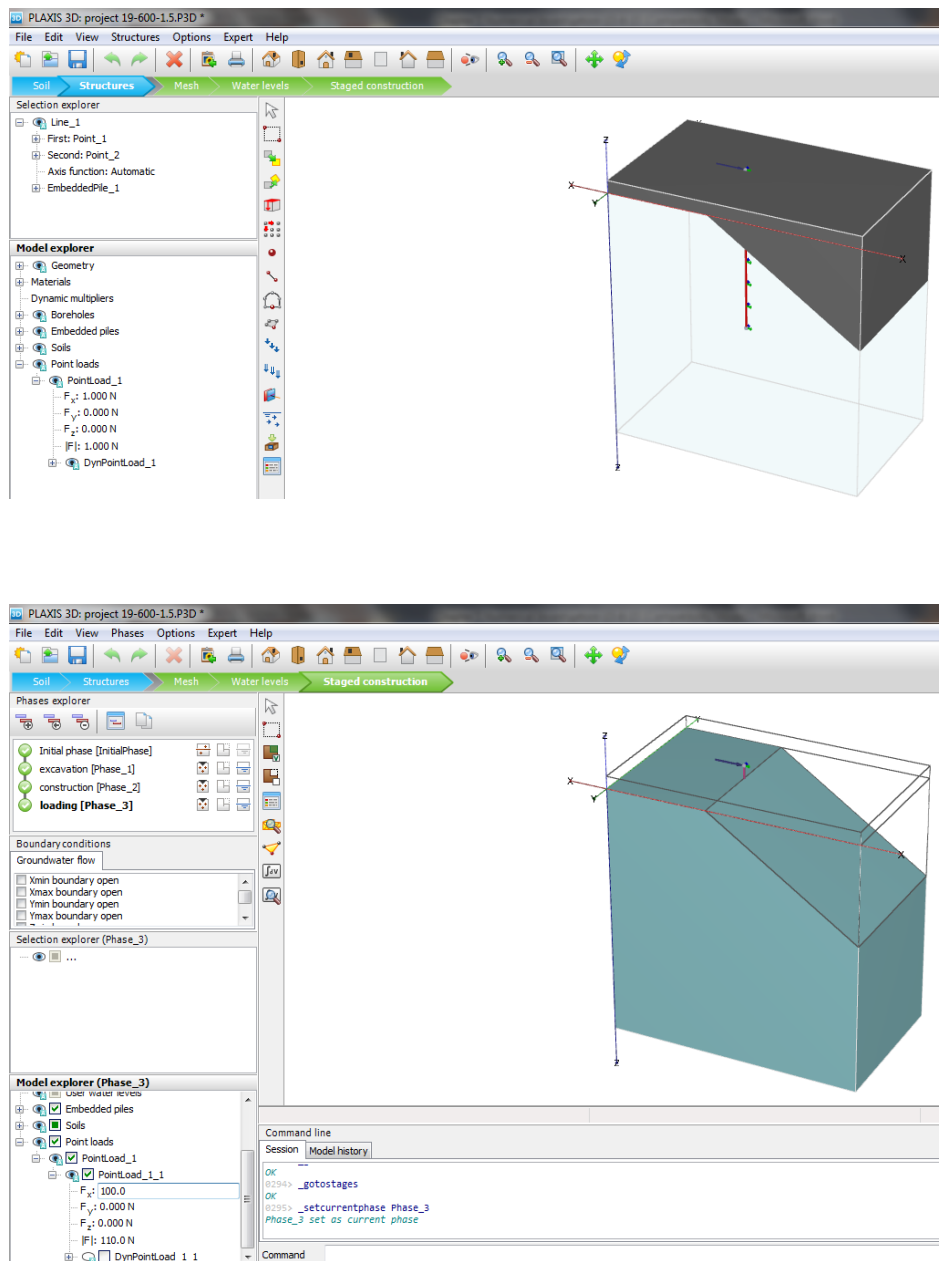 PLAXIS 3D: project 19-600-1.5.P3D *
File Edit View Structures Options Expert Help
Soil Structures Mesh Water levels Staged construction
Selection explorer
Line_1
First: Point_1
Second: Point_2
Axis function: Automatic
EmbeddedPile_1
Model explorer
Geometry
Materials
Dynamic multipliers
Boreholes
Embedded piles
Soils
Point loads
PointLoad_1
Fx: 1.000 N
Fy: 0.000 N
Fz: 0.000 N
|F|: 1.000 N
DynPointLoad_1
Z
X
Y
X
Z
PLAXIS 3D: project 19-600-1.5.P3D *
File Edit View Phases Options Expert Help
Soil Structures Mesh Water levels Staged construction
Phases explorer
Initial phase [InitialPhase]
excavation [Phase_1]
construction [Phase_2]
loading [Phase_3]
Boundary conditions
Groundwater flow
Xmin boundary open
Xmax boundary open
Ymin boundary open
Ymax boundary open
Selection explorer (Phase_3)
...
Model explorer (Phase_3)
User water levels
Embedded piles
Soils
Point loads
PointLoad_1
PointLoad_1_1
Fx: 100.0
Fy: 0.000 N
Fz: 0.000 N
|F|: 110.0 N
DynPointLoad_1_1
Y
Z
X
Y
X
Z
Command line
Session Model history
OK
0294> _gotostages
OK
0295> _setcurrentphase Phase_3
Phase_3 set as current phase
Command